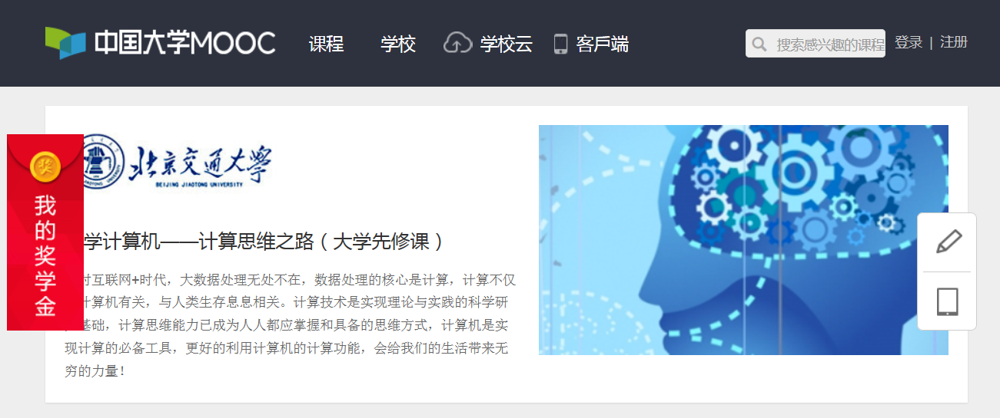 中国大学MOOC
课程
学校
学校云
客戶端
搜索感兴趣的课程
登录 | 注册
北京交通大學
BEIJING JIAOTONG UNIVERSITY
奖
我的奖学金
学计算机——计算思维之路（大学先修课）
对互联网+时代，大数据处理无处不在，数据处理的核心是计算，计算不仅
计算机有关，与人类生存息息相关。计算技术是实现理论与实践的科学研
基础，计算思维能力已成为人人都应掌握和具备的思维方式，计算机是实
现计算的必备工具，更好的利用计算机的计算功能，会给我们的生活带来无
穷的力量！